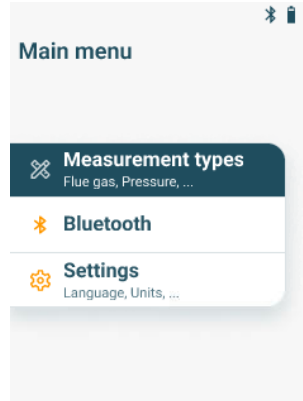 Main menu
Measurement types
Flue gas, Pressure, ...
Bluetooth
Settings
Language, Units, ...